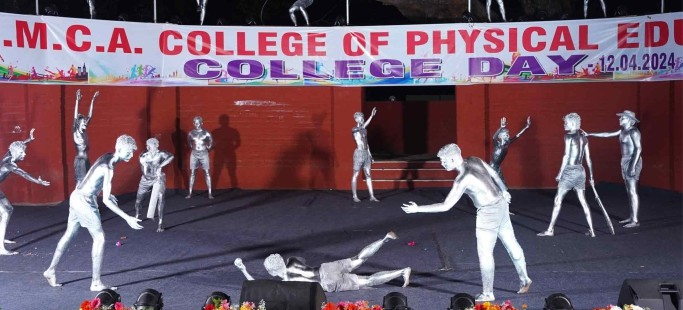 .M.C.A. COLLEGE OF PHYSICAL EDU
COLLEGE DAY - 12.04.2024